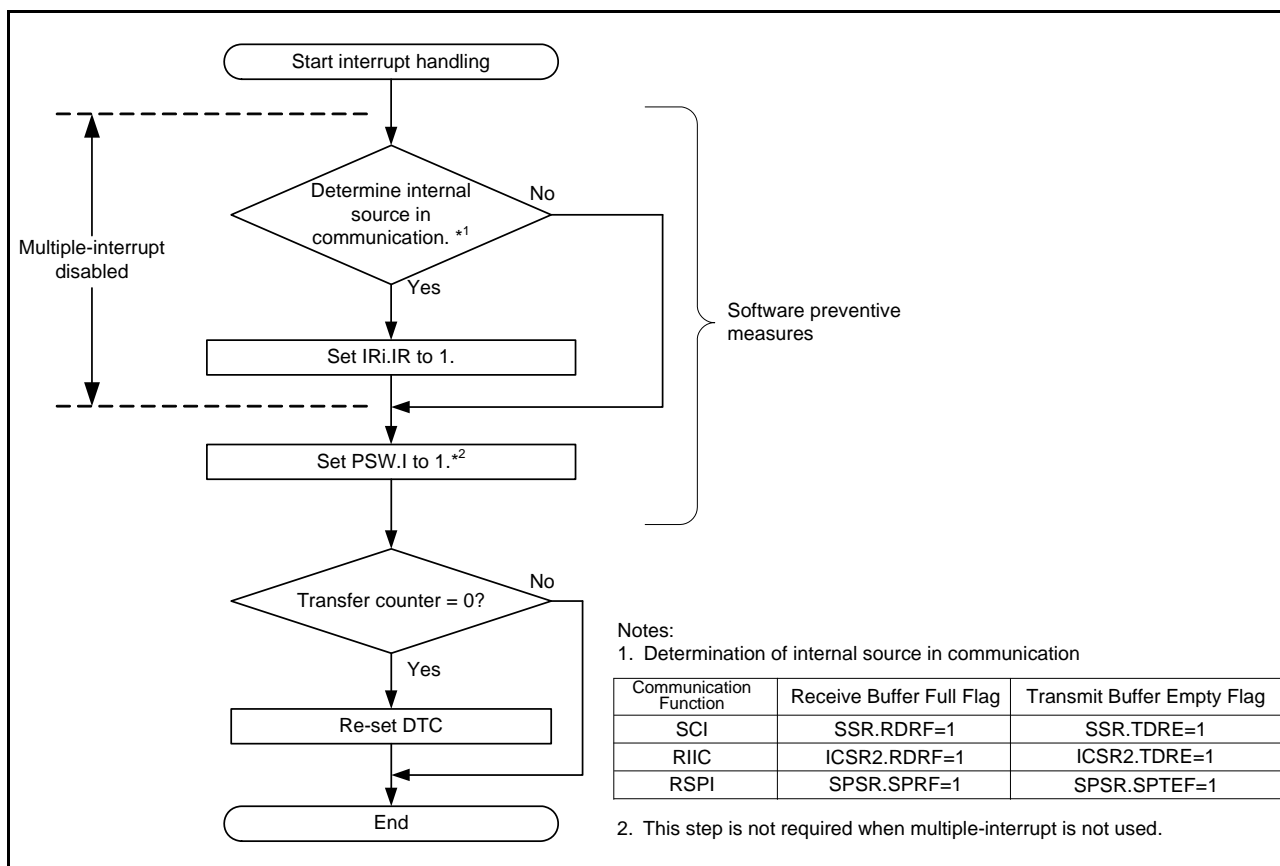 Start interrupt handling
Determine internal
source in
communication. *1
No
Yes
Multiple-interrupt
disabled
Set IRi.IR to 1.
Software preventive
measures
Set PSW.I to 1.*2
Transfer counter = 0?
No
Yes
Re-set DTC
End
Notes:
1. Determination of internal source in communication
Communication
Function
Receive Buffer Full Flag
Transmit Buffer Empty Flag
SCI
SSR.RDRF=1
SSR.TDRE=1
RIIC
ICSR2.RDRF=1
ICSR2.TDRE=1
RSPI
SPSR.SPRF=1
SPSR.SPTEF=1
2. This step is not required when multiple-interrupt is not used.